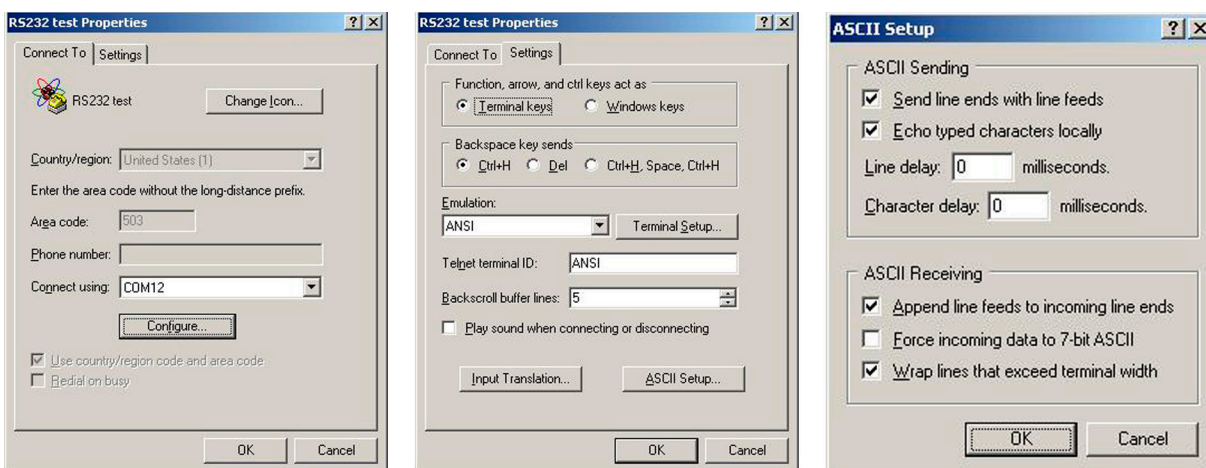 RS232 test Properties
Connect To Settings
RS232 test
Change Icon...
Country/region: United States (1)
Enter the area code without the long-distance prefix.
Area code: 503
Phone number:
Connect using: COM12
Configure...
Use country/region code and area code
Redial on busy
OK Cancel
RS232 test Properties
Connect To Settings
Function, arrow, and ctrl keys act as
Terminal keys Windows keys
Backspace key sends
Ctrl+H Del Ctrl+H, Space, Ctrl+H
Emulation:
ANSI Terminal Setup...
Telnet terminal ID: ANSI
Backscroll buffer lines: 5
Play sound when connecting or disconnecting
Input Translation... ASCII Setup...
OK Cancel
ASCII Setup
ASCII Sending
Send line ends with line feeds
Echo typed characters locally
Line delay: 0 milliseconds.
Character delay: 0 milliseconds.
ASCII Receiving
Append line feeds to incoming line ends
Force incoming data to 7-bit ASCII
Wrap lines that exceed terminal width
OK Cancel